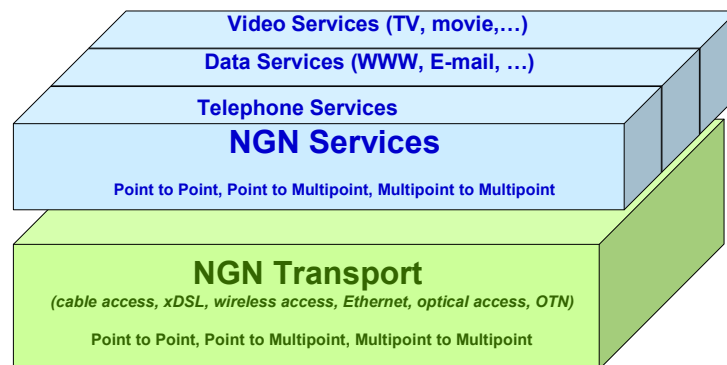 Video Services (TV, movie,…)
Data Services (WWW, E-mail, …)
Telephone Services
NGN Services
Point to Point, Point to Multipoint, Multipoint to Multipoint
NGN Transport
(cable access, xDSL, wireless access, Ethernet, optical access, OTN)
Point to Point, Point to Multipoint, Multipoint to Multipoint